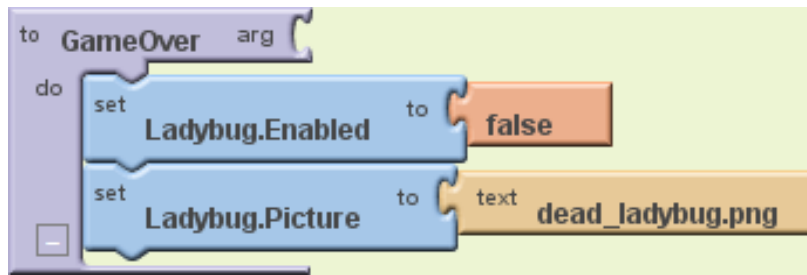 to GameOver arg
do
set Ladybug.Enabled to false
set Ladybug.Picture to text dead_ladybug.png